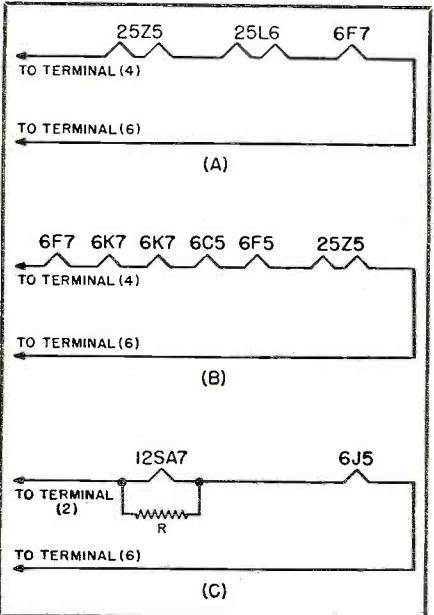 25Z5 25L6 6F7
TO TERMINAL (4)
TO TERMINAL (6)
(A)
6F7 6K7 6K7 6C5 6F5 25Z5
TO TERMINAL (4)
TO TERMINAL (6)
(B)
12SA7 6J5
TO TERMINAL
(2)
R
TO TERMINAL (6)
(C)